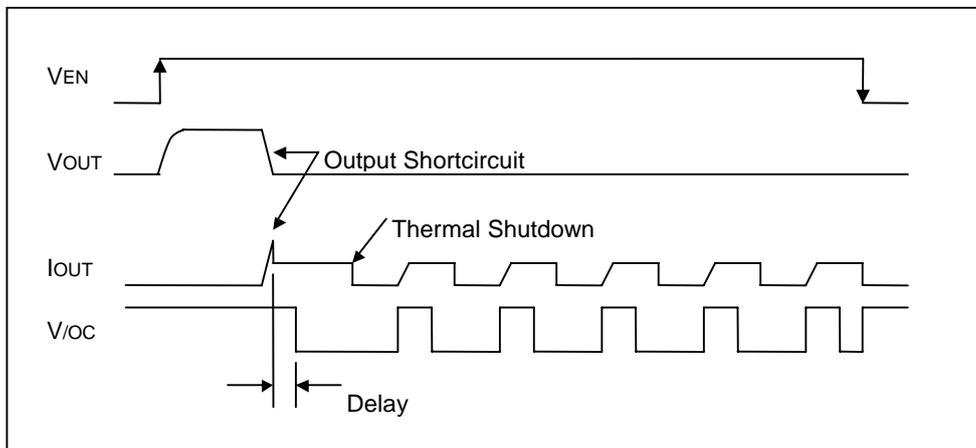 VEN
VOUT
Output Shortcircuit
Thermal Shutdown
IOUT
V/OC
Delay